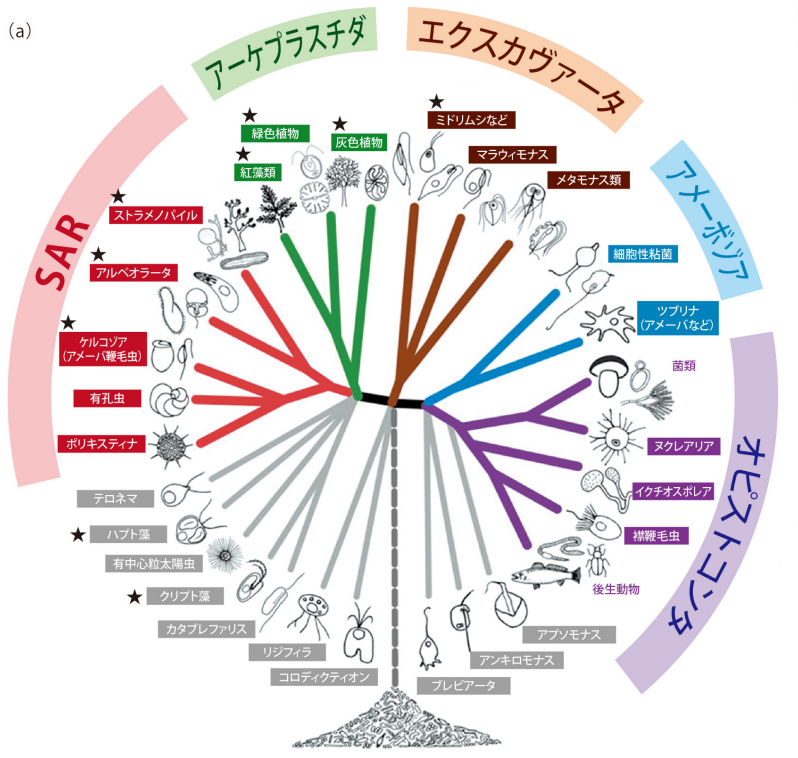 (a)
アーケプラスチダ
エクスカヴァータ
アメーボゾア
オピストコンタ
SAR
★
緑色植物
★
紅藻類
★
灰色植物
★
ミドリムシなど
マラウィモナス
メタモナス類
細胞性粘菌
ツブリナ
(アメーバなど)
菌類
ヌクレアリア
イクチオスポレア
襟鞭毛虫
後生動物
★
ストラメノパイル
★
アルベオラータ
★
ケルコゾア
(アメーバ鞭毛虫)
有孔虫
ポリキスティナ
テロネマ
★ ハプト藻
有中心粒太陽虫
★ クリプト藻
カタブレファリス
リジフィラ
コロディクティオン
ブレビアータ
アンキロモナス
アプソモナス